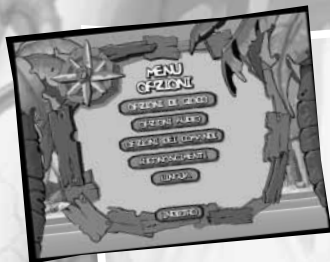 MENU
OPZIONI
OPZIONI DI GIOCO
OPZIONI AUDIO
OPZIONI DEI COMANDI
RICONOSCIMENTI
LINGUA
INDIETRO